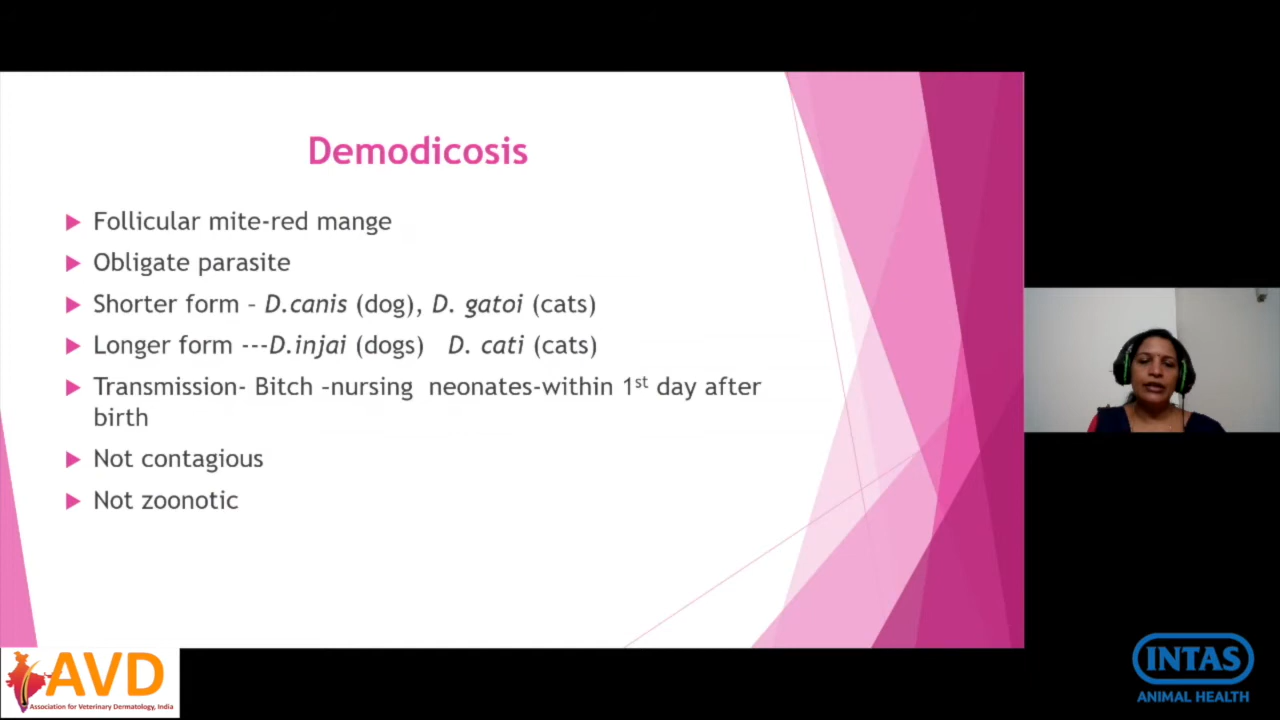 Demodicosis
Follicular mite-red mange
Obligate parasite
Shorter form – D.canis (dog), D. gatoi (cats)
Longer form ---D.injai (dogs) D. cati (cats)
Transmission- Bitch –nursing neonates-within 1st day after
birth
Not contagious
Not zoonotic
AVD
Association for Veterinary Dermatology, India
INTAS
ANIMAL HEALTH